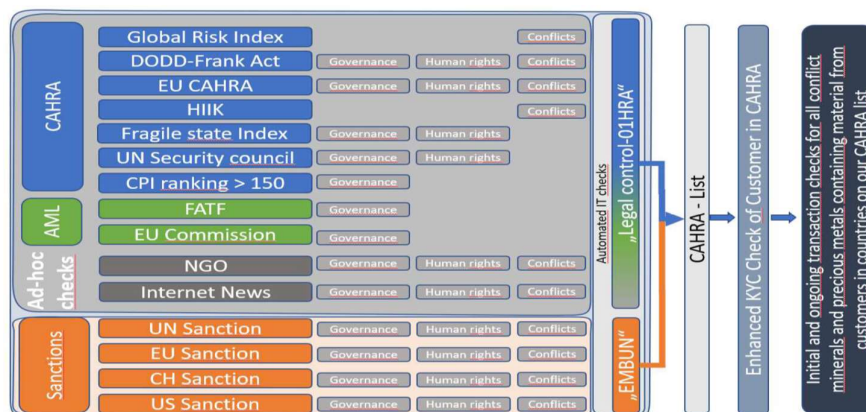 CAHRA
Global Risk Index
Conflicts
DODD-Frank Act
Governance
Human rights
Conflicts
EU CAHRA
Governance
Human rights
Conflicts
HIIK
Conflicts
Fragile state Index
Governance
Human rights
UN Security council
Governance
Human rights
CPI ranking > 150
Governance
AML
FATF
Governance
EU Commission
Governance
Ad-hoc
checks
NGO
Governance
Human rights
Conflicts
Internet News
Governance
Human rights
Conflicts
Sanctions
UN Sanction
Governance
Human rights
Conflicts
EU Sanction
Governance
Human rights
Conflicts
CH Sanction
Governance
Human rights
Conflicts
US Sanction
Governance
Human rights
Conflicts
Automated IT checks
„Legal control-01HRA“
„EMBUN“
CAHRA - List
Enhanced KYC Check of Customer in CAHRA
Initial and ongoing transaction checks for all conflict
minerals and precious metals containing material from
customers in countries on our CAHRA list